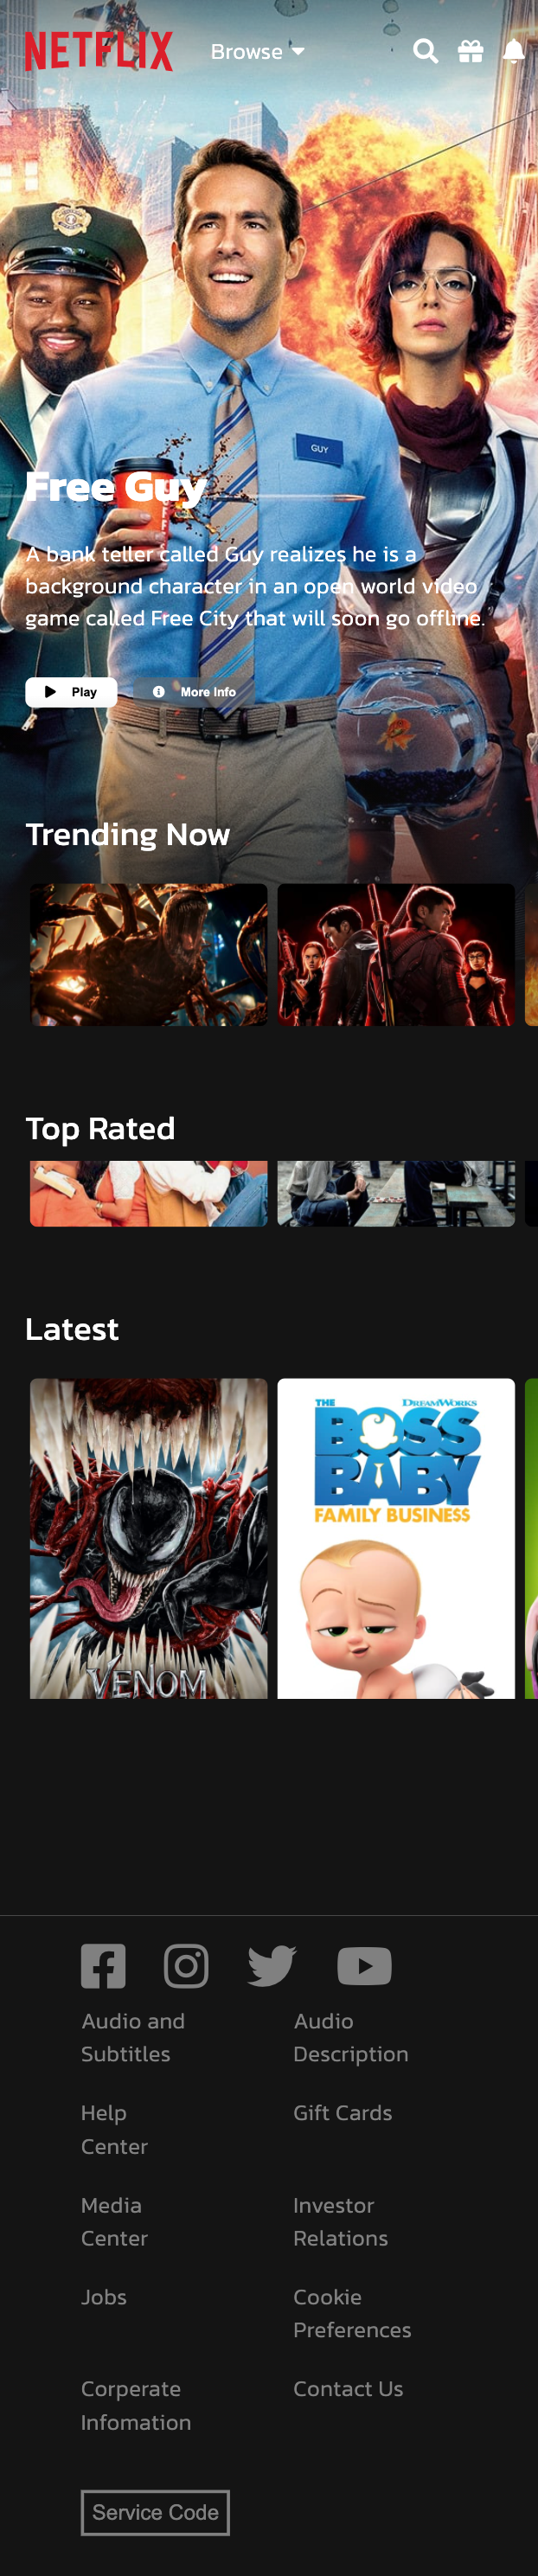 NETFLIX
Browse
GUY
Free Guy
A bank teller called Guy realizes he is a
background character in an open world video
game called Free City that will soon go offline.
Play
More Info
Trending Now
Top Rated
Latest
THE
DREAMWORKS
BOSS
BABY
FAMILY BUSINESS
VENOM
Audio and
Subtitles
Audio
Description
Help
Center
Gift Cards
Media
Center
Investor
Relations
Jobs
Cookie
Preferences
Corperate
Infomation
Contact Us
Service Code